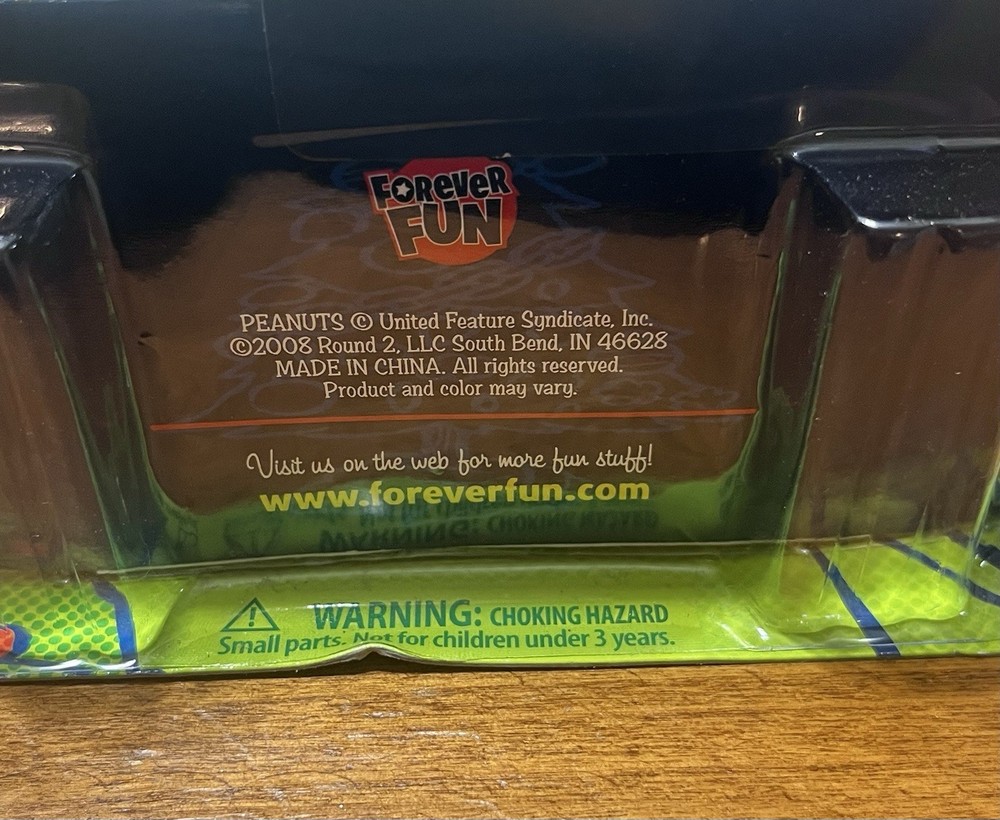 FOREVER
FUN
PEANUTS © United Feature Syndicate, Inc.
©2008 Round 2, LLC South Bend, IN 46628
MADE IN CHINA. All rights reserved.
Product and color may vary.
Visit us on the web for more fun stuff!
www.foreverfun.com
WARNING: CHOKING HAZARD
Small parts. Not for children under 3 years.